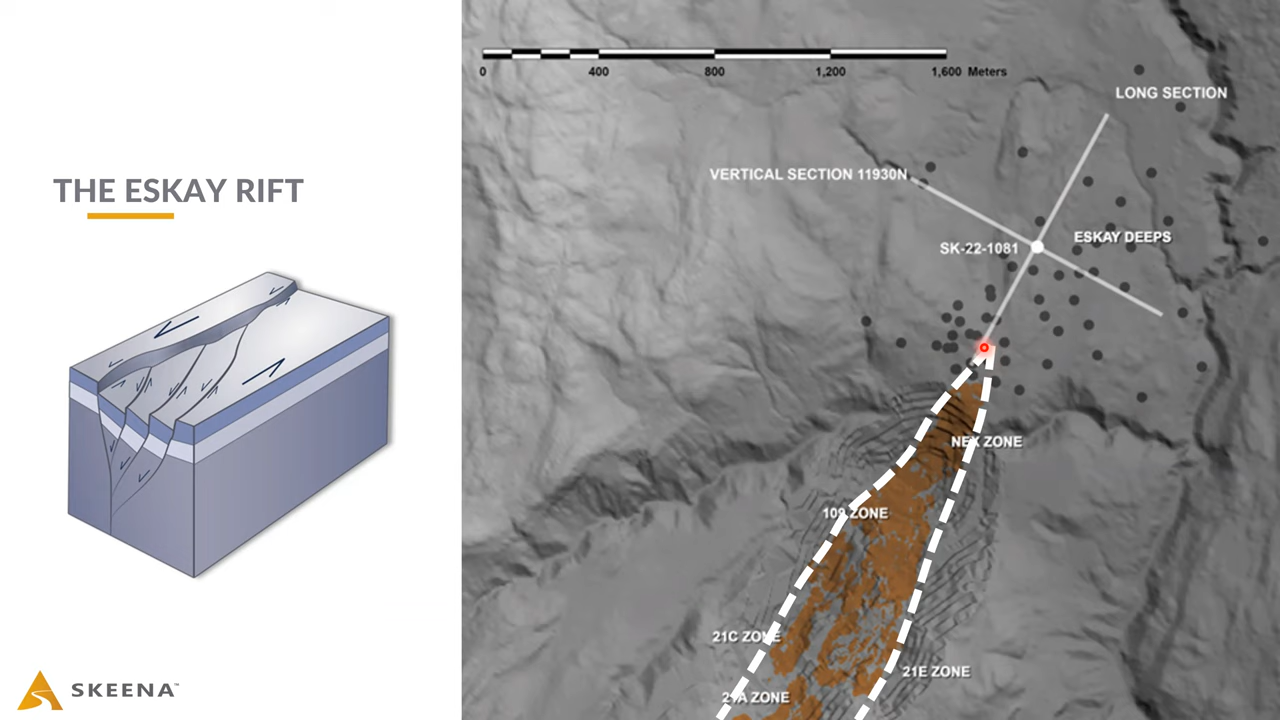 THE ESKAY RIFT
SKEENA™
0 400 800 1,200 1,600 Meters
LONG SECTION
VERTICAL SECTION 11930N
ESKAY DEEPS
SK-22-1081
NEX ZONE
109 ZONE
21C ZONE
21E ZONE
21A ZONE